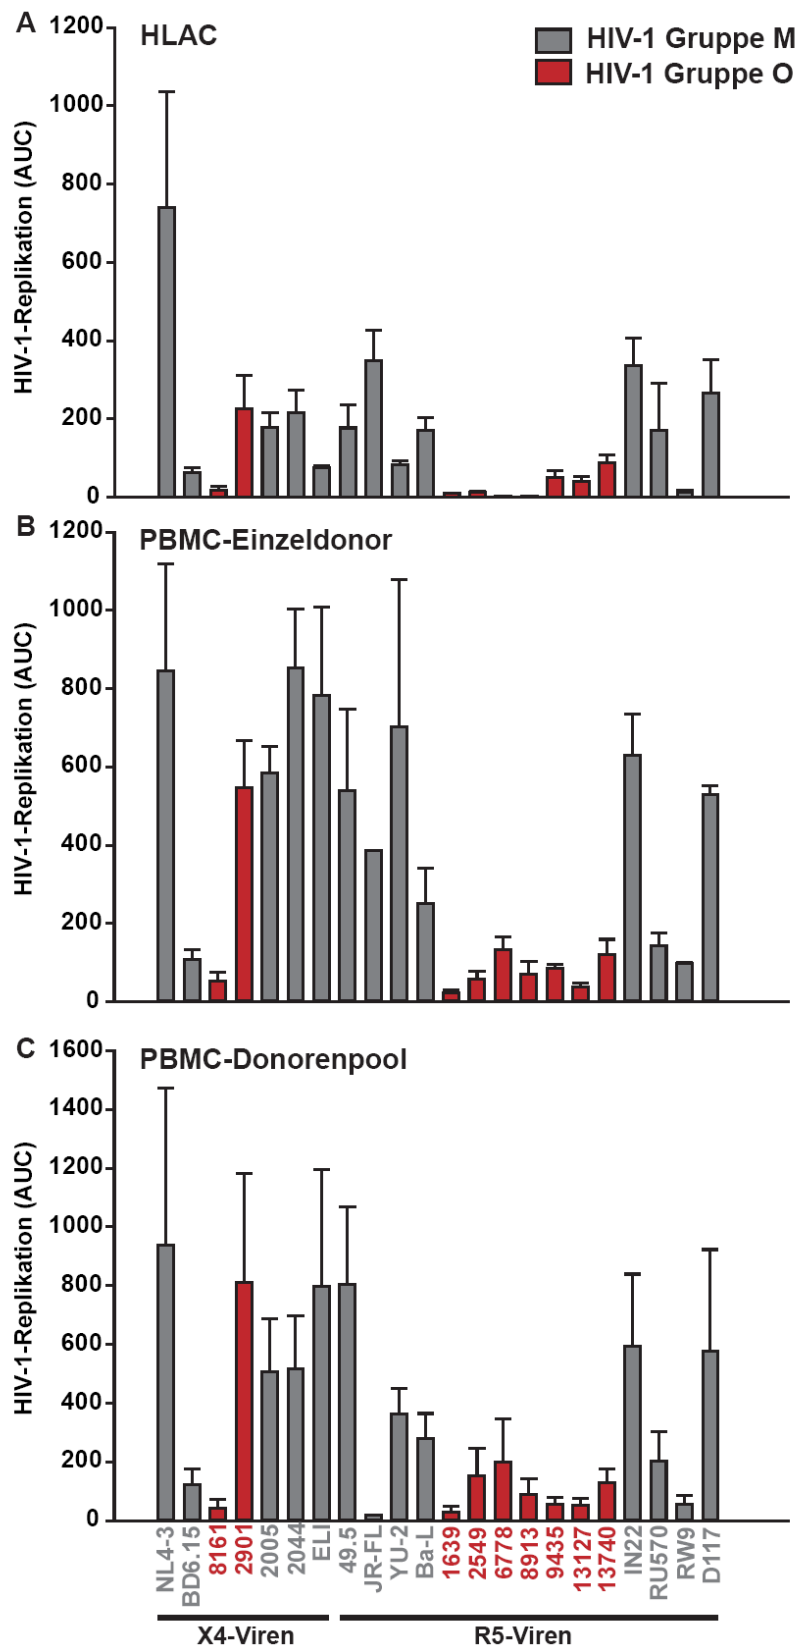 A
HLAC
HIV-1 Gruppe M
HIV-1 Gruppe O
HIV-1-Replikation (AUC)
1200
1000
800
600
400
200
0
B
PBMC-Einzeldonor
HIV-1-Replikation (AUC)
1200
1000
800
600
400
200
0
C
PBMC-Donorenpool
HIV-1-Replikation (AUC)
1600
1400
1200
1000
800
600
400
200
0
NL4-3
BD6.15
8161
2901
2005
2044
ELI
49.5
JR-FL
YU-2
Ba-L
1639
2549
6778
8913
9435
13127
13740
IN22
RU570
RW9
D117
X4-Viren
R5-Viren